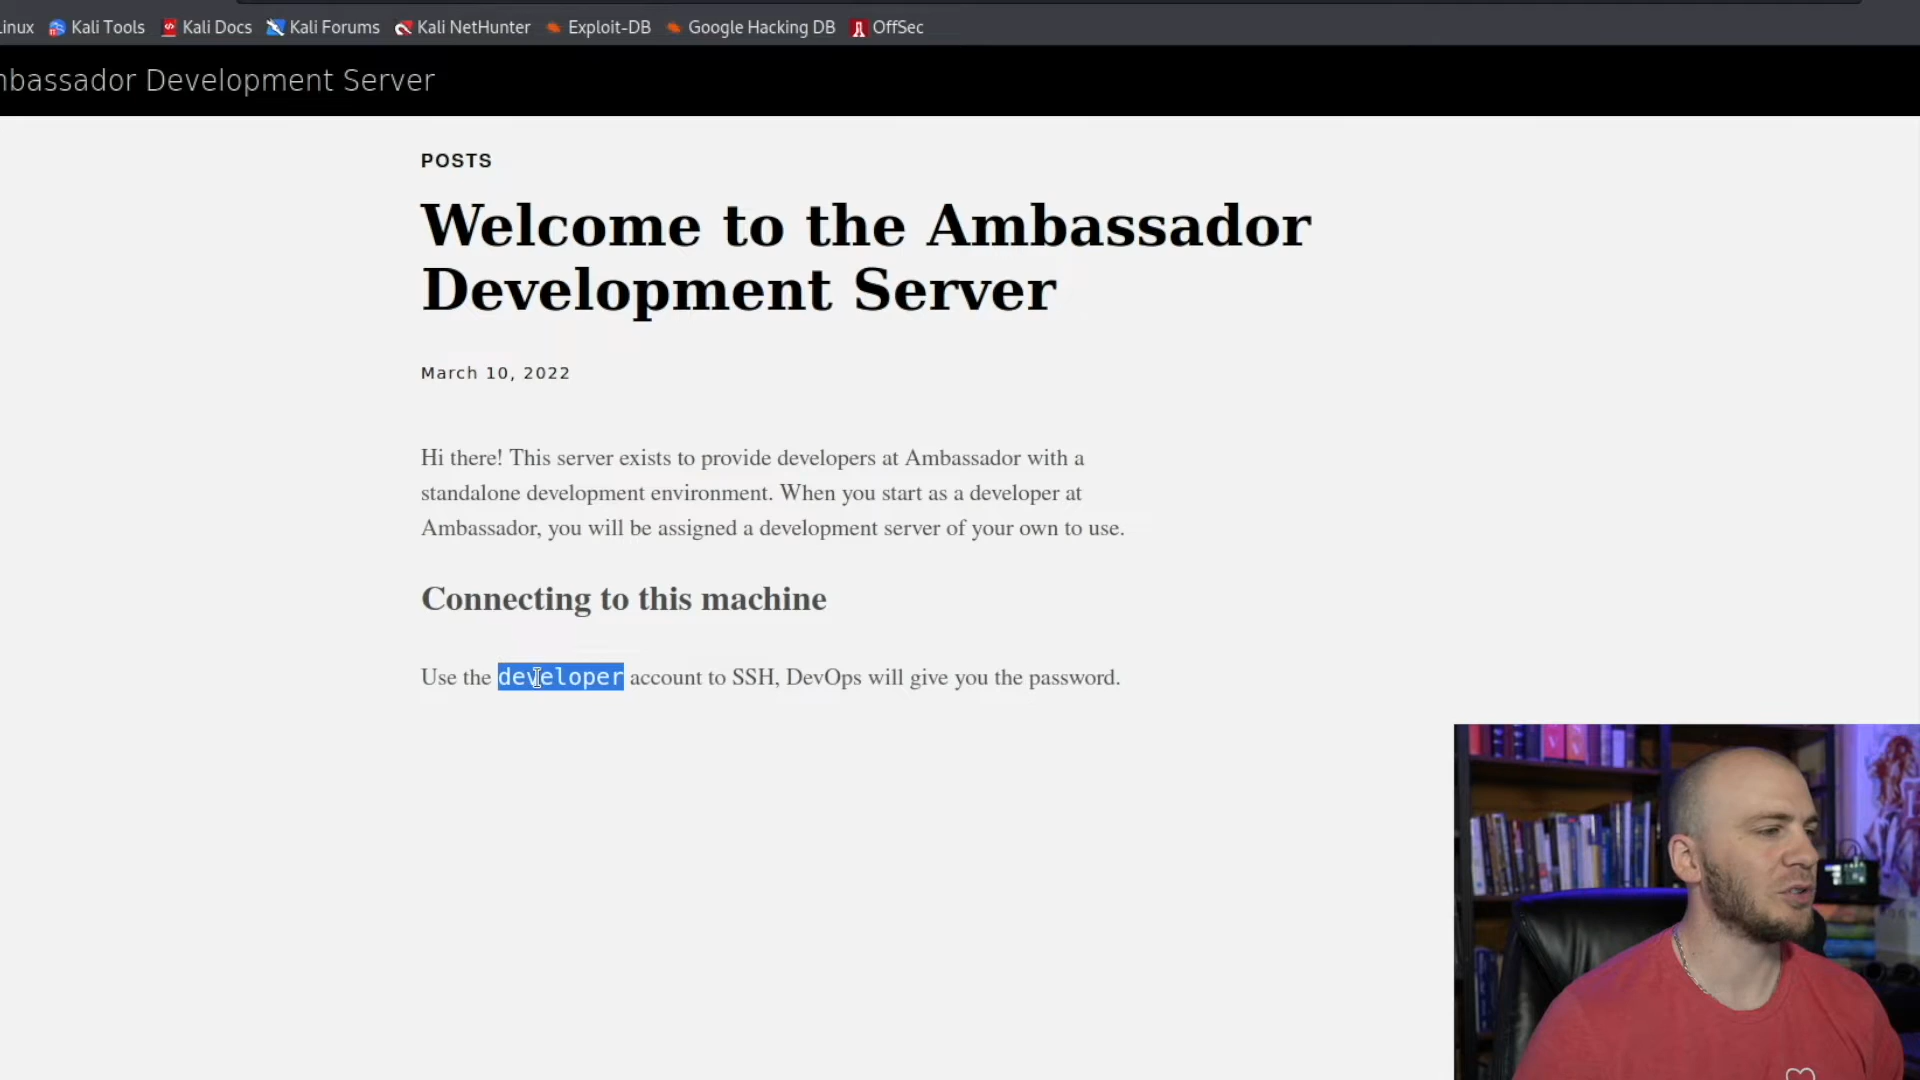 inux Kali Tools Kali Docs Kali Forums Kali NetHunter Exploit-DB Google Hacking DB OffSec
mbassador Development Server
POSTS
Welcome to the Ambassador
Development Server
March 10, 2022
Hi there! This server exists to provide developers at Ambassador with a
standalone development environment. When you start as a developer at
Ambassador, you will be assigned a development server of your own to use.
Connecting to this machine
Use the developer account to SSH, DevOps will give you the password.